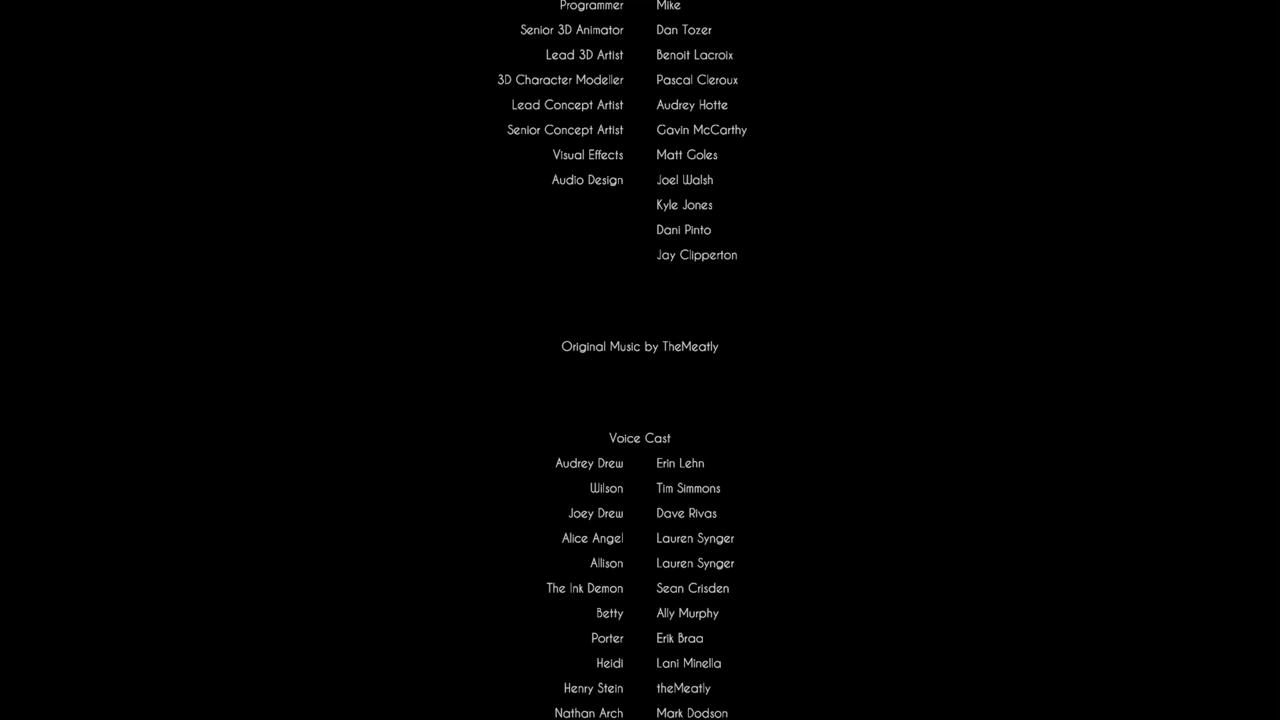 Programmer Mike
Senior 3D Animator Dan Tozer
Lead 3D Artist Benoit Lacroix
3D Character Modeller Pascal Cleroux
Lead Concept Artist Audrey Hotte
Senior Concept Artist Gavin McCarthy
Visual Effects Matt Goles
Audio Design Joel Walsh
Kyle Jones
Dani Pinto
Jay Clipperton
Original Music by TheMeatly
Voice Cast
Audrey Drew Erin Lehn
Wilson Tim Simmons
Joey Drew Dave Rivas
Alice Angel Lauren Synger
Allison Lauren Synger
The Ink Demon Sean Crisden
Betty Ally Murphy
Porter Erik Braa
Heidi Lani Minella
Henry Stein theMeatly
Nathan Arch Mark Dodson